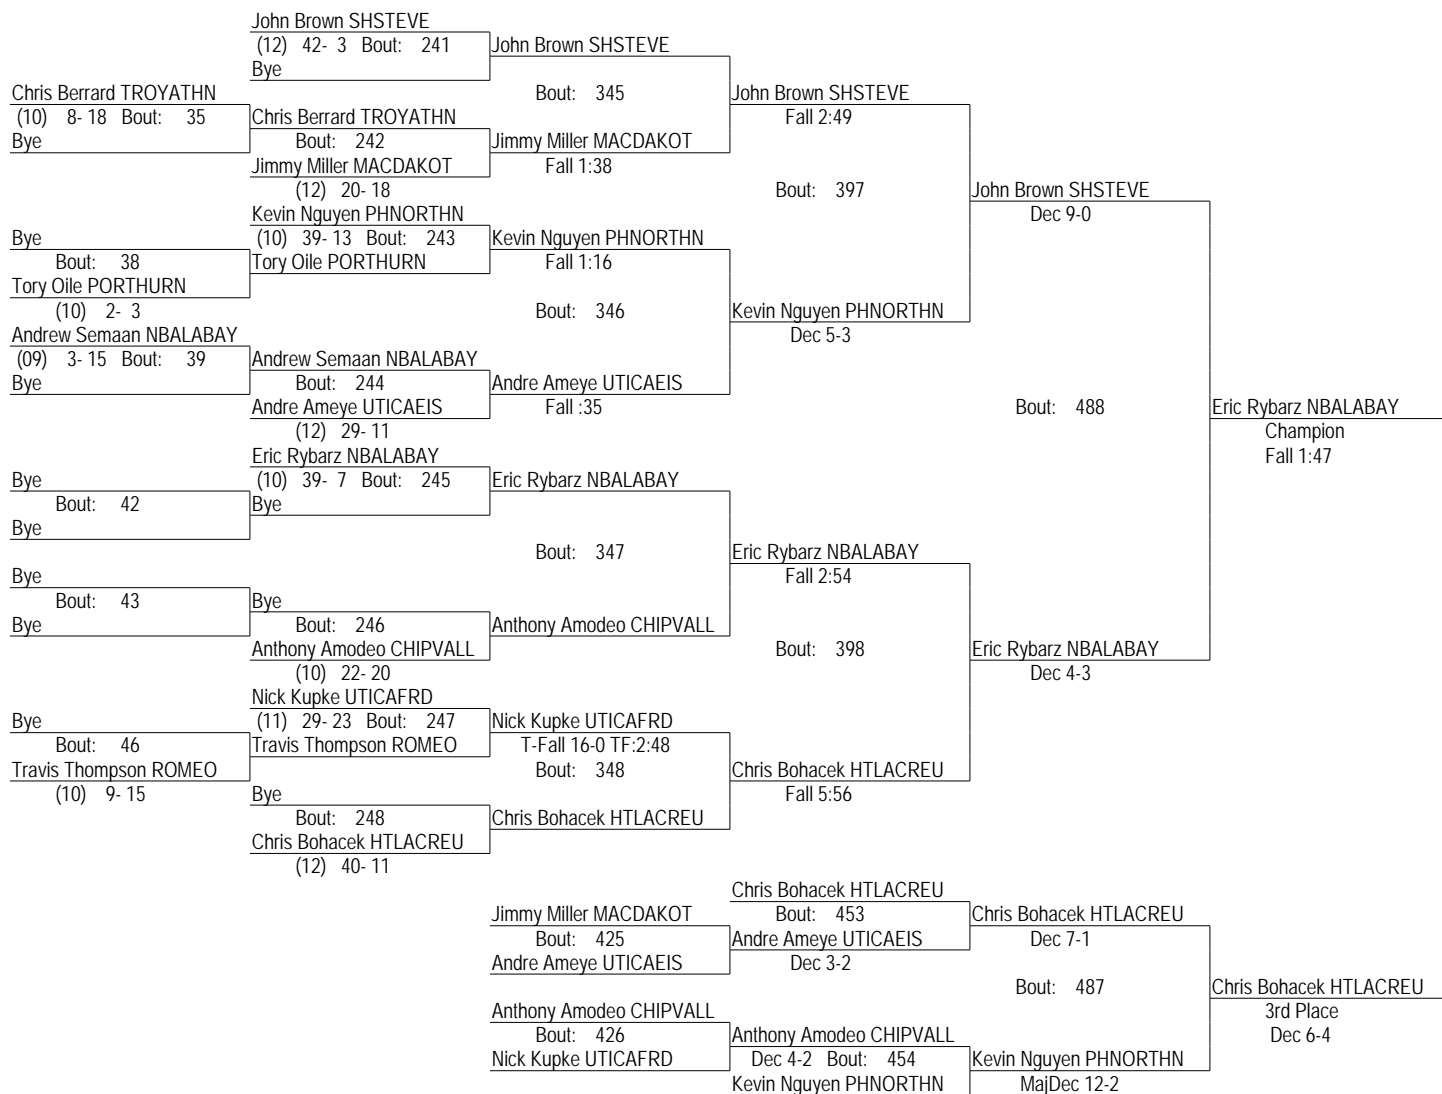 John Brown SHSTEVE
(12) 42- 3 Bout: 241 John Brown SHSTEVE
Bye
Chris Berrard TROYATHN Bout: 345 John Brown SHSTEVE
(10) 8- 18 Bout: 35 Chris Berrard TROYATHN Fall 2:49
Bye Bout: 242 Jimmy Miller MACDAKOT
Jimmy Miller MACDAKOT Fall 1:38
(12) 20- 18 Bout: 397 John Brown SHSTEVE
Kevin Nguyen PHNORTHN Dec 9-0
Bye (10) 39- 13 Bout: 243 Kevin Nguyen PHNORTHN
Bout: 38 Tory Oile PORTHURN Fall 1:16
Tory Oile PORTHURN
(10) 2- 3 Bout: 346 Kevin Nguyen PHNORTHN
Andrew Semaan NBALABAY Dec 5-3
(09) 3- 15 Bout: 39 Andrew Semaan NBALABAY
Bye Bout: 244 Andre Ameye UTICAEIS
Andre Ameye UTICAEIS Fall :35 Bout: 488 Eric Rybarz NBALABAY
(12) 29- 11 Champion
Eric Rybarz NBALABAY Fall 1:47
Bye (10) 39- 7 Bout: 245 Eric Rybarz NBALABAY
Bout: 42 Bye
Bye
Bout: 347 Eric Rybarz NBALABAY
Bye Fall 2:54
Bout: 43 Bye
Bye Bout: 246 Anthony Amodeo CHIPVALL
Anthony Amodeo CHIPVALL Bout: 398 Eric Rybarz NBALABAY
(10) 22- 20 Dec 4-3
Nick Kupke UTICAFRD
Bye (11) 29- 23 Bout: 247 Nick Kupke UTICAFRD
Bout: 46 Travis Thompson ROMEO T-Fall 16-0 TF:2:48
Travis Thompson ROMEO Bout: 348 Chris Bohacek HTLACREU
(10) 9- 15 Bye Fall 5:56
Bout: 248 Chris Bohacek HTLACREU
Chris Bohacek HTLACREU
(12) 40- 11
Chris Bohacek HTLACREU
Jimmy Miller MACDAKOT Bout: 453 Chris Bohacek HTLACREU
Bout: 425 Andre Ameye UTICAEIS Dec 7-1
Andre Ameye UTICAEIS Dec 3-2
Bout: 487 Chris Bohacek HTLACREU
Anthony Amodeo CHIPVALL 3rd Place
Bout: 426 Anthony Amodeo CHIPVALL Dec 6-4
Nick Kupke UTICAFRD Dec 4-2 Bout: 454 Kevin Nguyen PHNORTHN
Kevin Nguyen PHNORTHN MajDec 12-2